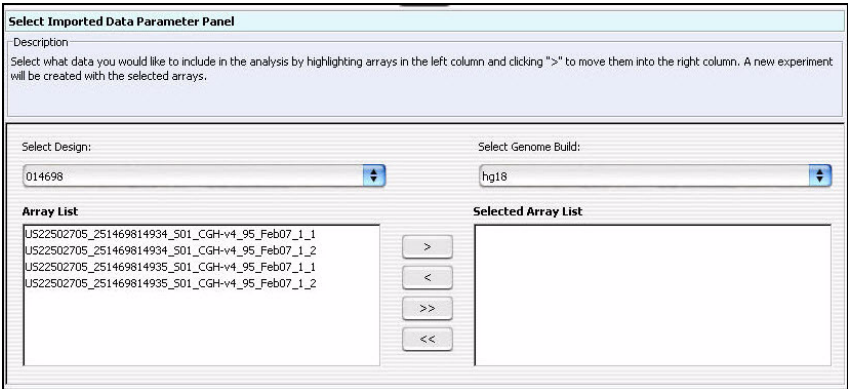 Select Imported Data Parameter Panel
Description
Select what data you would like to include in the analysis by highlighting arrays in the left column and clicking ">" to move them into the right column. A new experiment
will be created with the selected arrays.
Select Design:
Select Genome Build:
014698
hg18
Array List
Selected Array List
US22502705_251469814934_S01_CGH-v4_95_Feb07_1_1
US22502705_251469814934_S01_CGH-v4_95_Feb07_1_2
US22502705_251469814935_S01_CGH-v4_95_Feb07_1_1
US22502705_251469814935_S01_CGH-v4_95_Feb07_1_2
>
<
>>
<<